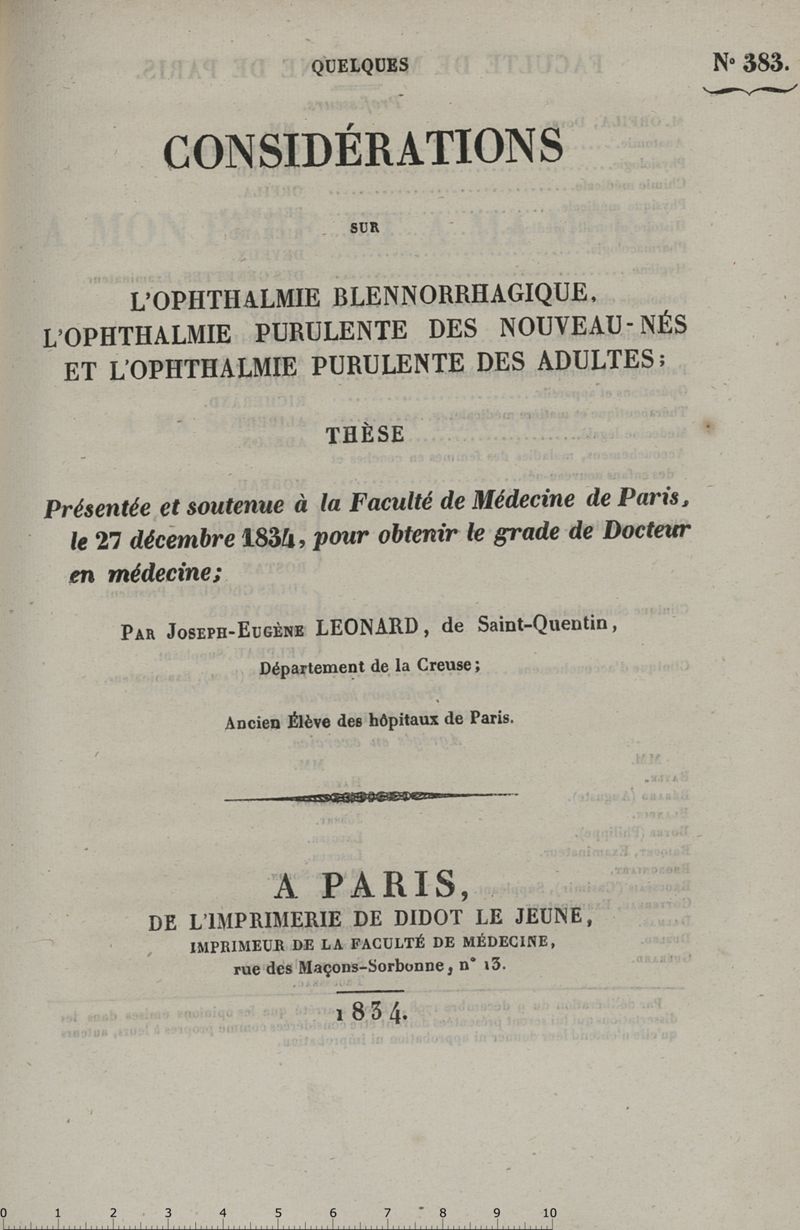 QUELQUES
N° 383.
CONSIDÉRATIONS
SUR
L'OPHTHALMIE BLENNORRHAGIQUE,
L'OPHTHALMIE PURULENTE DES NOUVEAU-NÉS
ET L'OPHTHALMIE PURULENTE DES ADULTES;
THÈSE
Présentée et soutenue à la Faculté de Médecine de Paris,
le 27 décembre 1834, pour obtenir le grade de Docteur
en médecine;
PAR JOSEPH-EUGÈNE LEONARD, de Saint-Quentin,
Département de la Creuse;
Ancien Élève des hôpitaux de Paris.
A PARIS,
DE L'IMPRIMERIE DE DIDOT LE JEUNE,
IMPRIMEUR DE LA FACULTÉ DE MÉDECINE,
rue des Maçons-Sorbonne, n° 13.
1834.
0 1 2 3 4 5 6 7 8 9 10